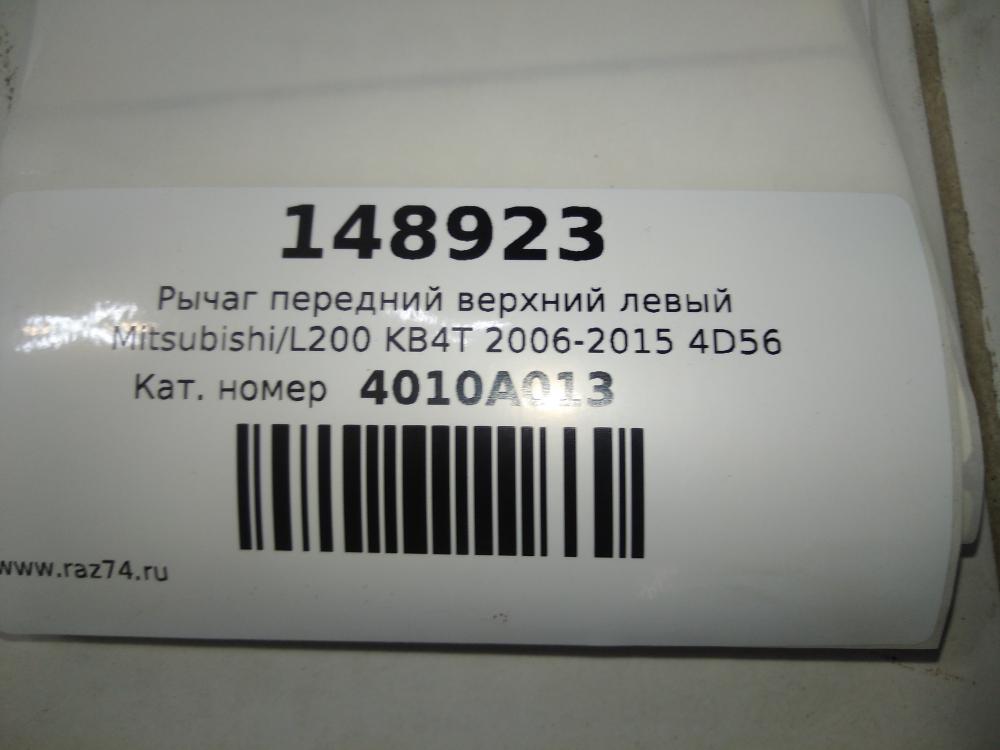 148923
Рычаг передний верхний левый
Mitsubishi/L200 KB4T 2006-2015 4D56
Кат. номер 4010A013
www.raz74.ru